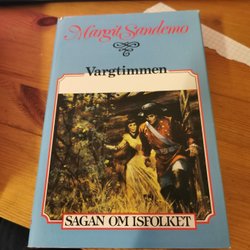 Margit Sandemo
Vargtimmen
SAGAN OM ISFOLKET